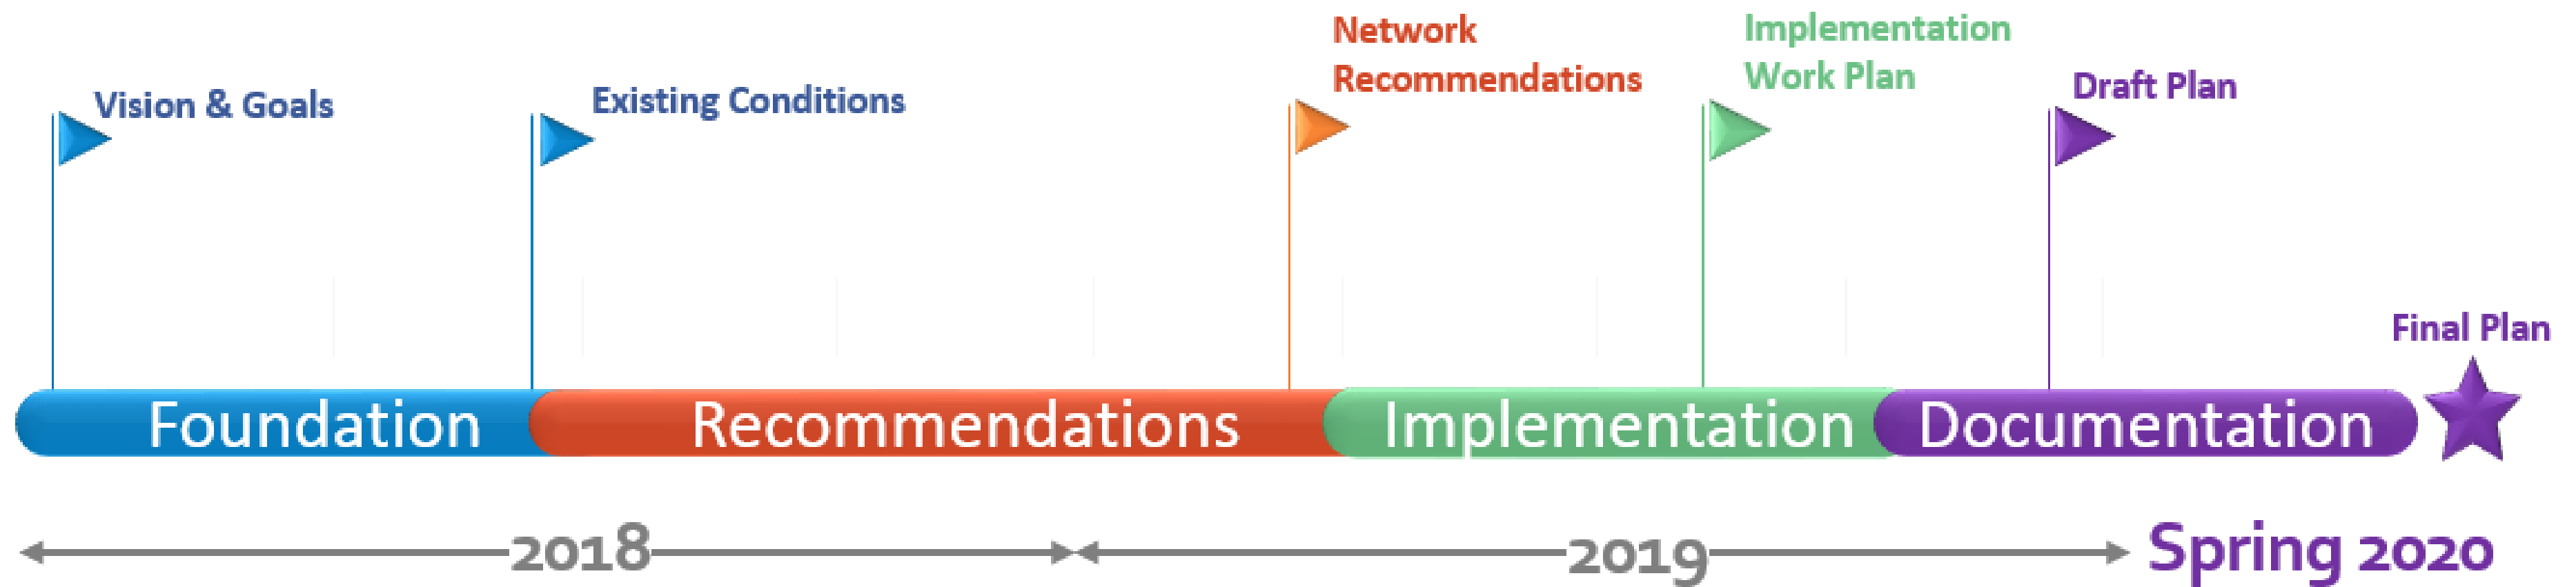 Network
Recommendations
Implementation
Work Plan
Vision & Goals
Existing Conditions
Draft Plan
Final Plan
Foundation
Recommendations
Implementation
Documentation
2018
2019
Spring 2020